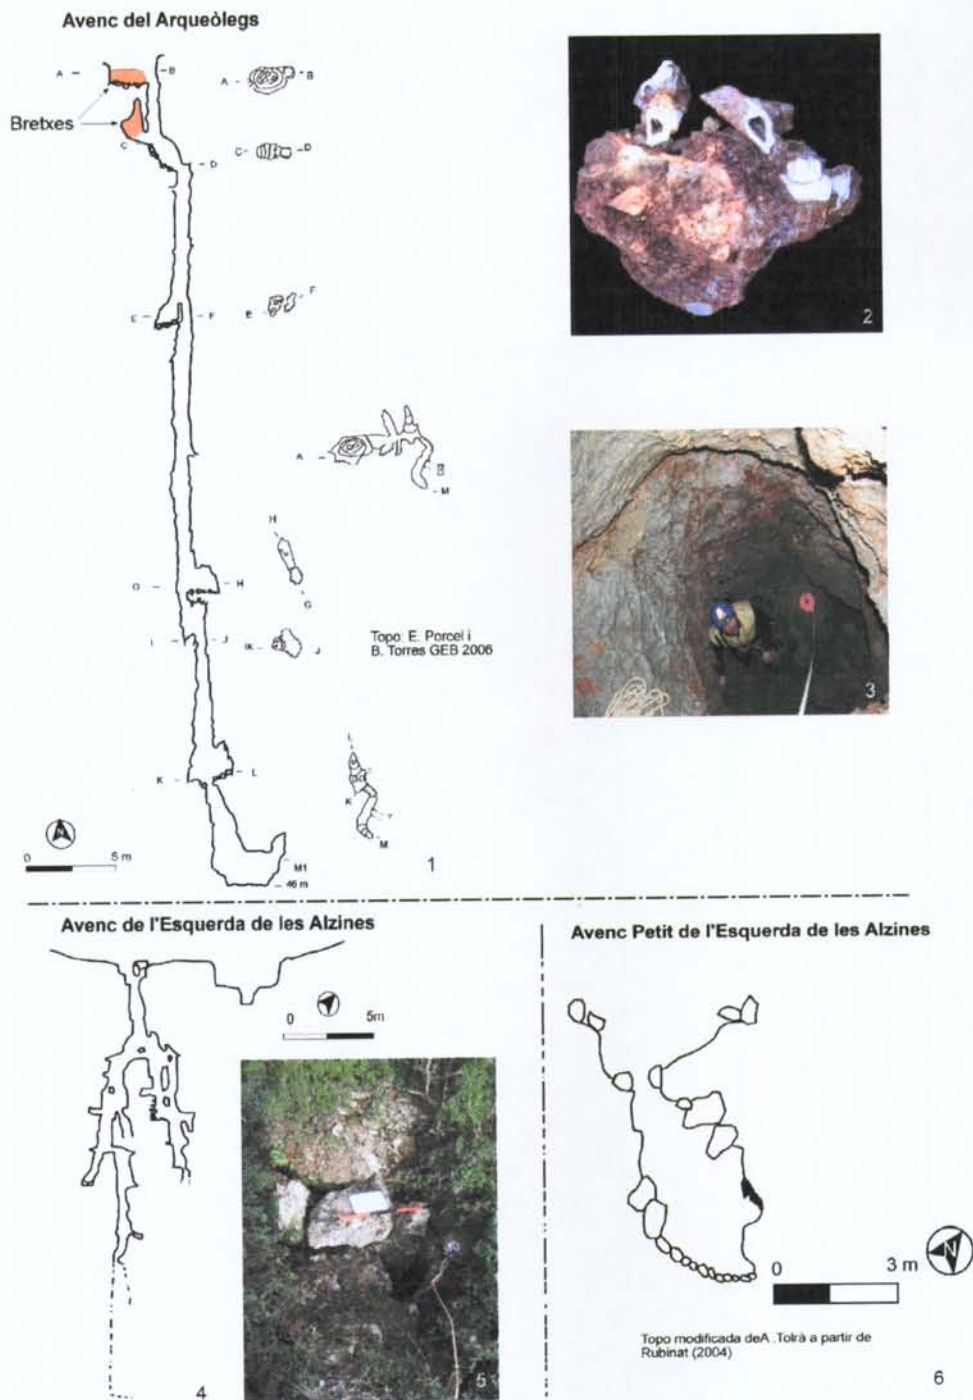 Avenc del Arqueòlegs
A
B
A
B
Bretxes
C
D
C
D
2
E
F
E
F
A
M
H
G
H
G
I
J
IK
J
Topo: E. Porcel i
B. Torres GEB 2006
3
L
K
L
K
M
N
0 5 m
M1
46 m
1
Avenc de l'Esquerda de les Alzines
0 5m
4
5
Avenc Petit de l'Esquerda de les Alzines
N
0 3 m
Topo modificada deA .Tolrà a partir de
Rubinat (2004)
6